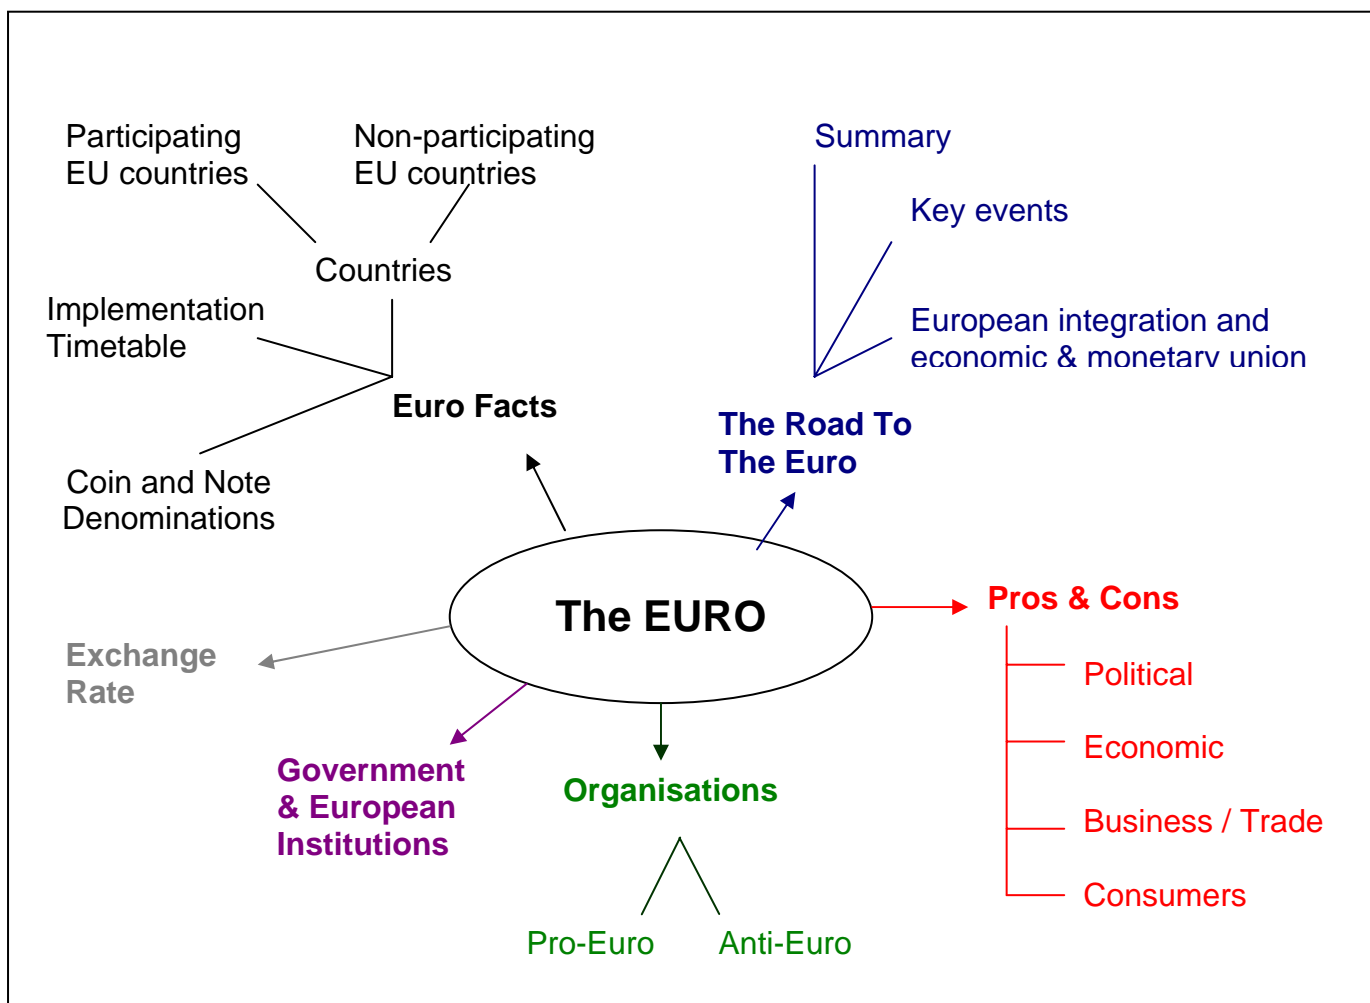 Participating
EU countries
Non-participating
EU countries
Countries
Implementation
Timetable
Euro Facts
Coin and Note
Denominations
Summary
Key events
European integration and
economic & monetary union
The Road To
The Euro
The EURO
Pros & Cons
Political
Economic
Business / Trade
Consumers
Exchange
Rate
Government
& European
Institutions
Organisations
Pro-Euro
Anti-Euro